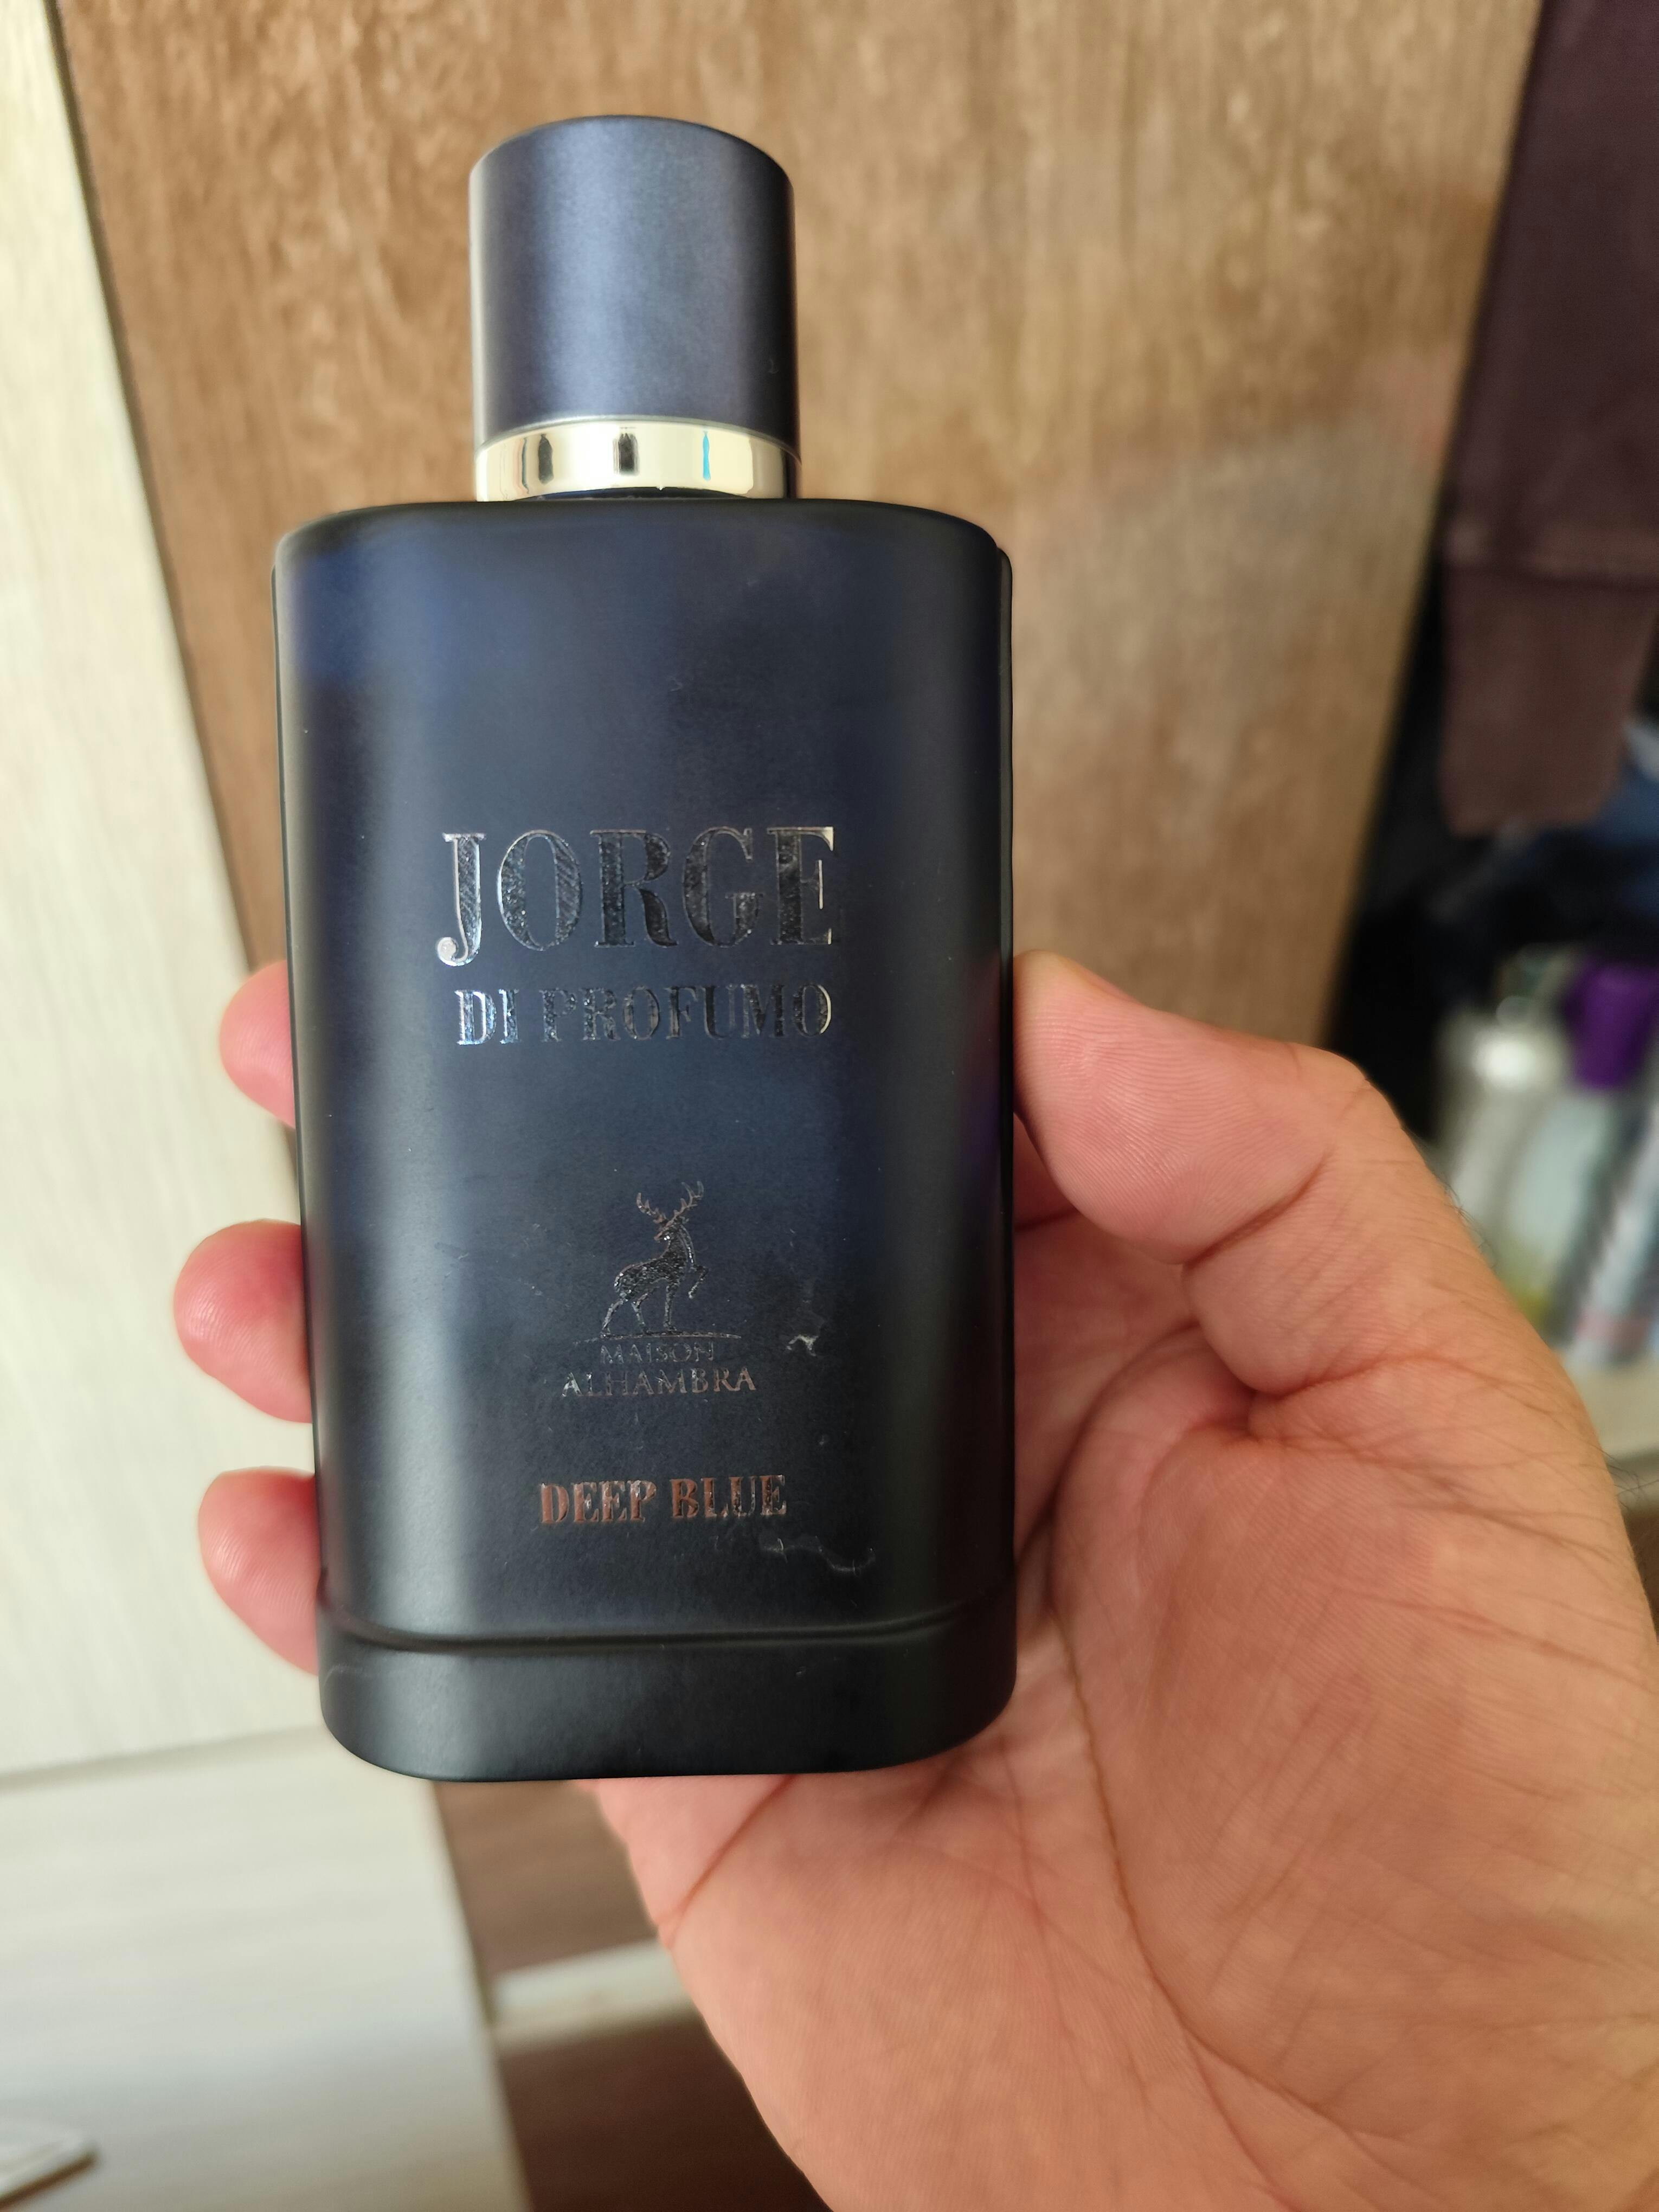 JORGE
DI PROFUMO
MAISON
ALHAMBRA
DEEP BLUE